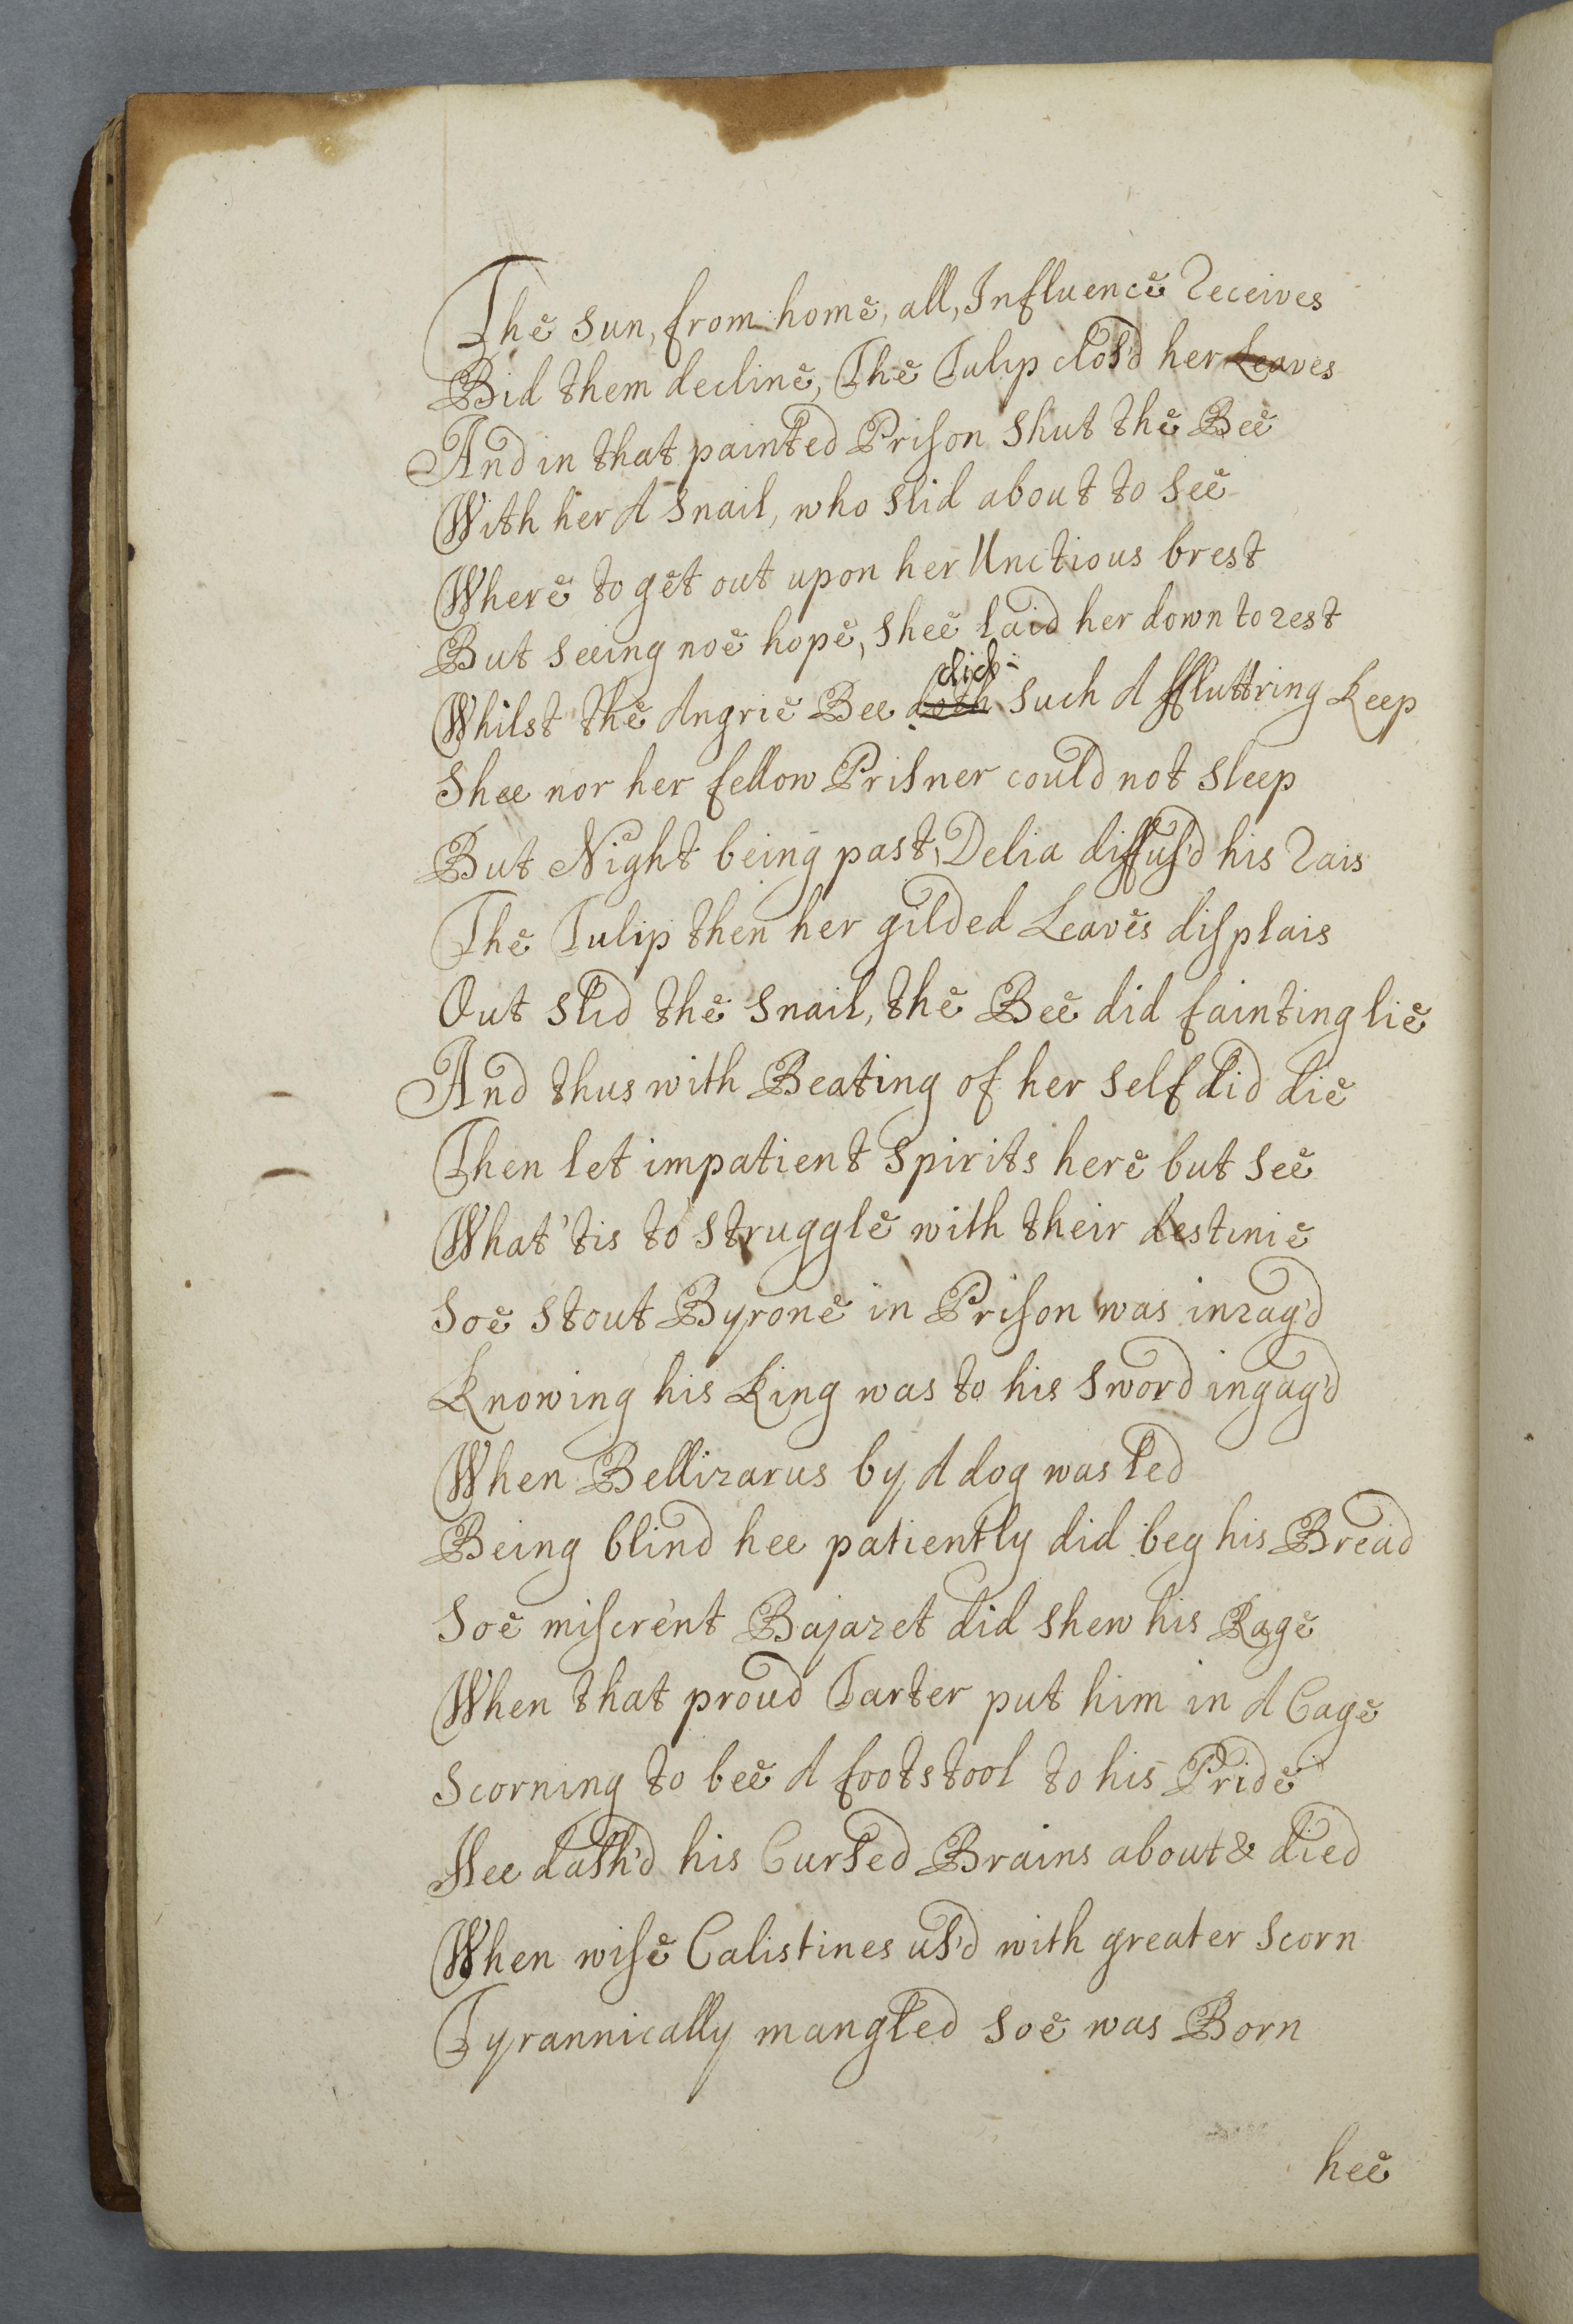 The Sun, from home, all, Influence receives
Bid them decline, The Tulip clos'd her Leaves
And in that painted Prison Shut the Bee
With her A Snail, who Slid about to See
Where to get out upon her Unctious brest
But Seeing noe hope, Shee laid her down to rest
Whilst the Angrie Bee doth did Such A ffluttring Keep
Shee nor her fellow Prisner could not Sleep
But Night being past, Delia diffus'd his rais
The Tulip then her gilded Leaves displais
Out Slid the Snail, the Bee did fainting lie
And thus with Beating of her Self did die
Then let impatient Spirits here but See
What 'tis to Struggle with their destinie
Soe Stout Byrone in Prison was inrag'd
Knowing his King was to his Sword ingag'd
When Bellizarus by A dog was led
Being blind hee patiently did beg his Bread
Soe miscre'nt Bajazet did Shew his Rage
When that proud Tarter put him in A Cage
Scorning to bee A footstool to his Pride
Hee dash'd his Cursed Brains about & died
When wise Calistines us'd with greater Scorn
Tyrannically mangled Soe was Born
hee